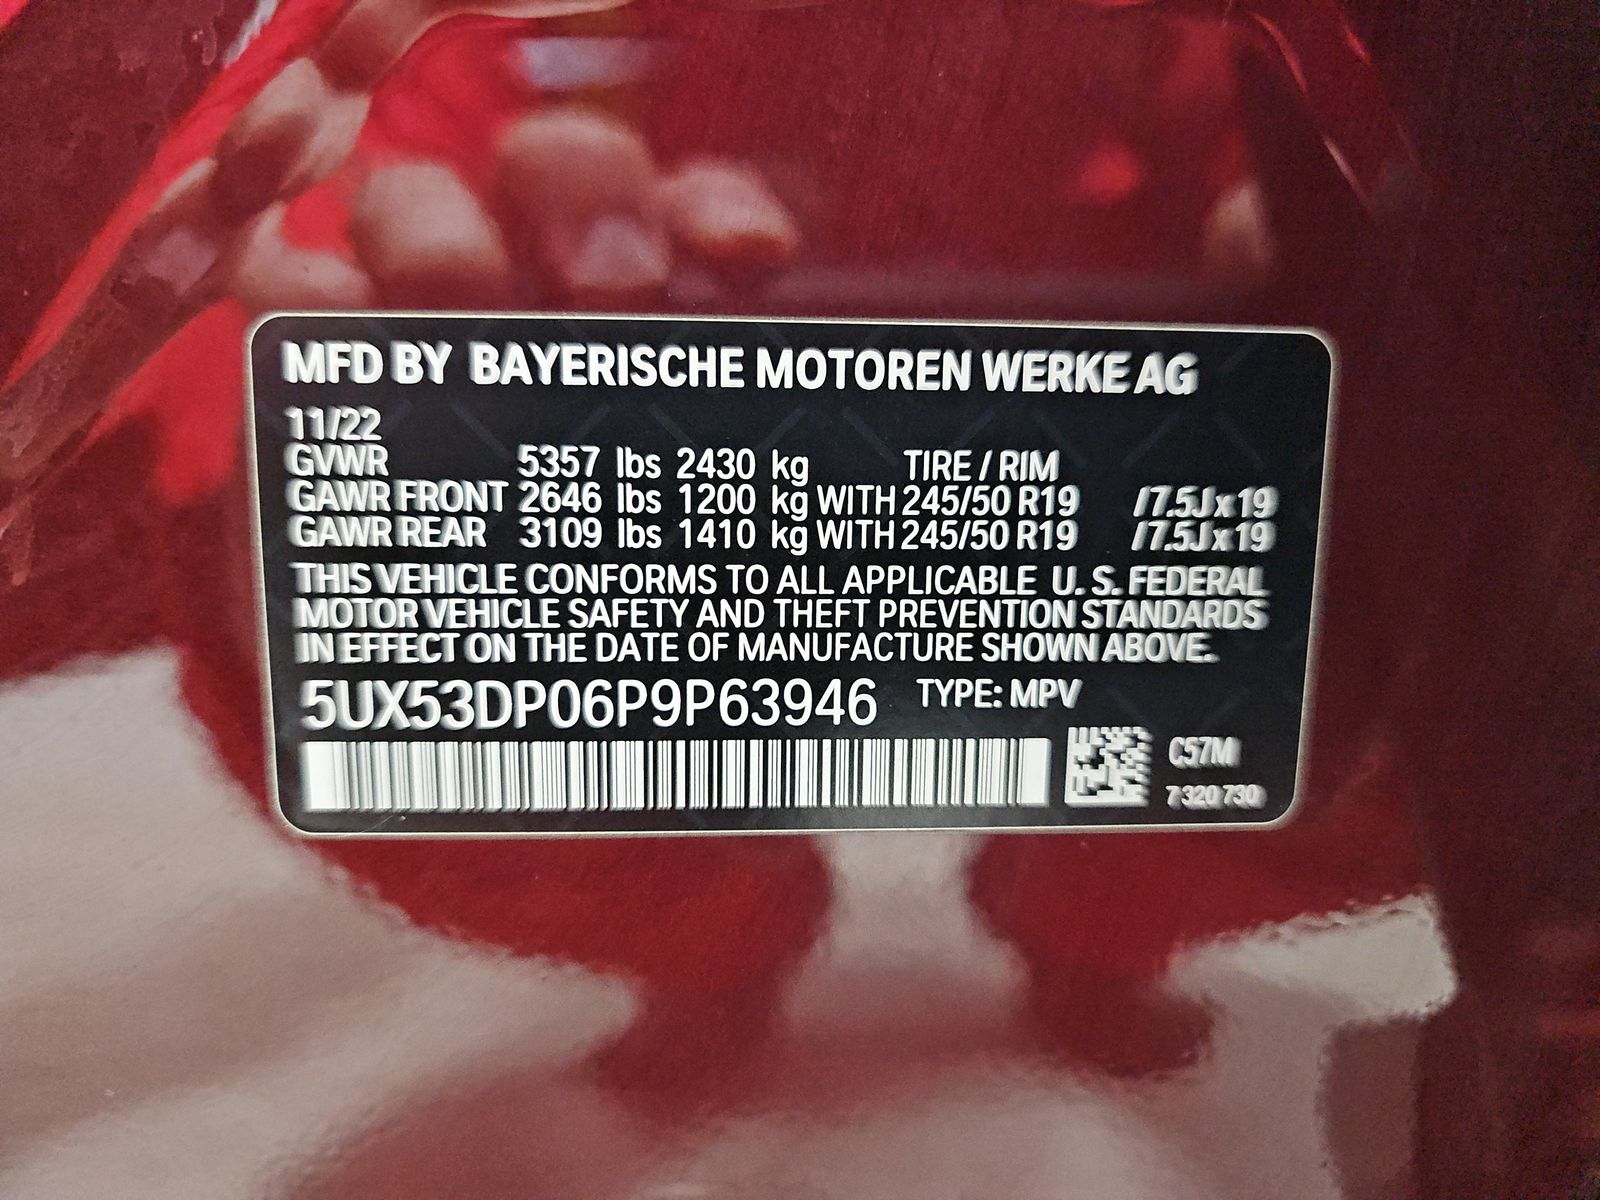 MFD BY BAYERISCHE MOTOREN WERKE AG
11/22
GVWR 5357 lbs 2430 kg TIRE / RIM
GAWR FRONT 2646 lbs 1200 kg WITH 245/50 R19 /7.5Jx19
GAWR REAR 3109 lbs 1410 kg WITH 245/50 R19 /7.5Jx19
THIS VEHICLE CONFORMS TO ALL APPLICABLE U. S. FEDERAL
MOTOR VEHICLE SAFETY AND THEFT PREVENTION STANDARDS
IN EFFECT ON THE DATE OF MANUFACTURE SHOWN ABOVE.
5UX53DP06P9P63946 TYPE: MPV
C57M
7 320 730